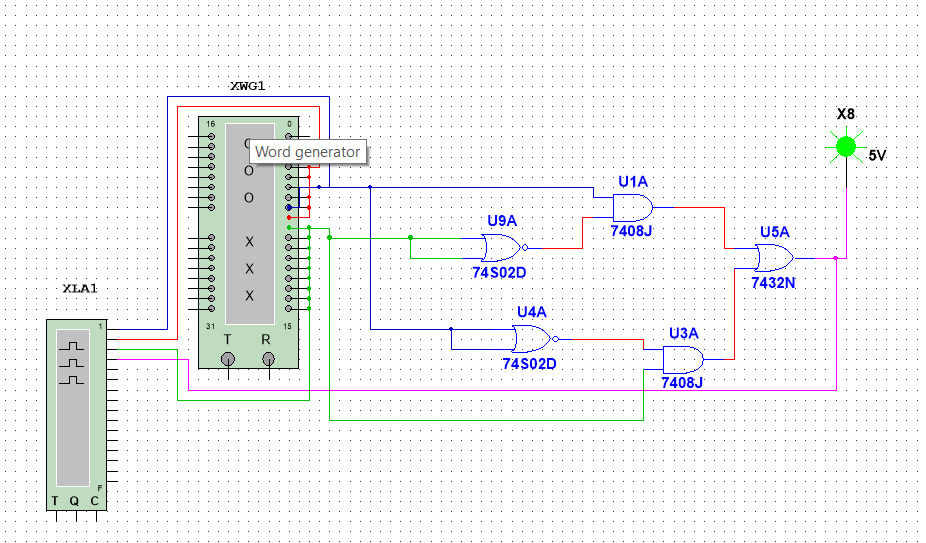 XWG1
16
0
O
Word generator
O
O
X
X
X
31
15
T
R
X8
5V
U1A
7408J
U9A
74S02D
U5A
7432N
U4A
74S02D
U3A
7408J
XLA1
1
F
T Q C